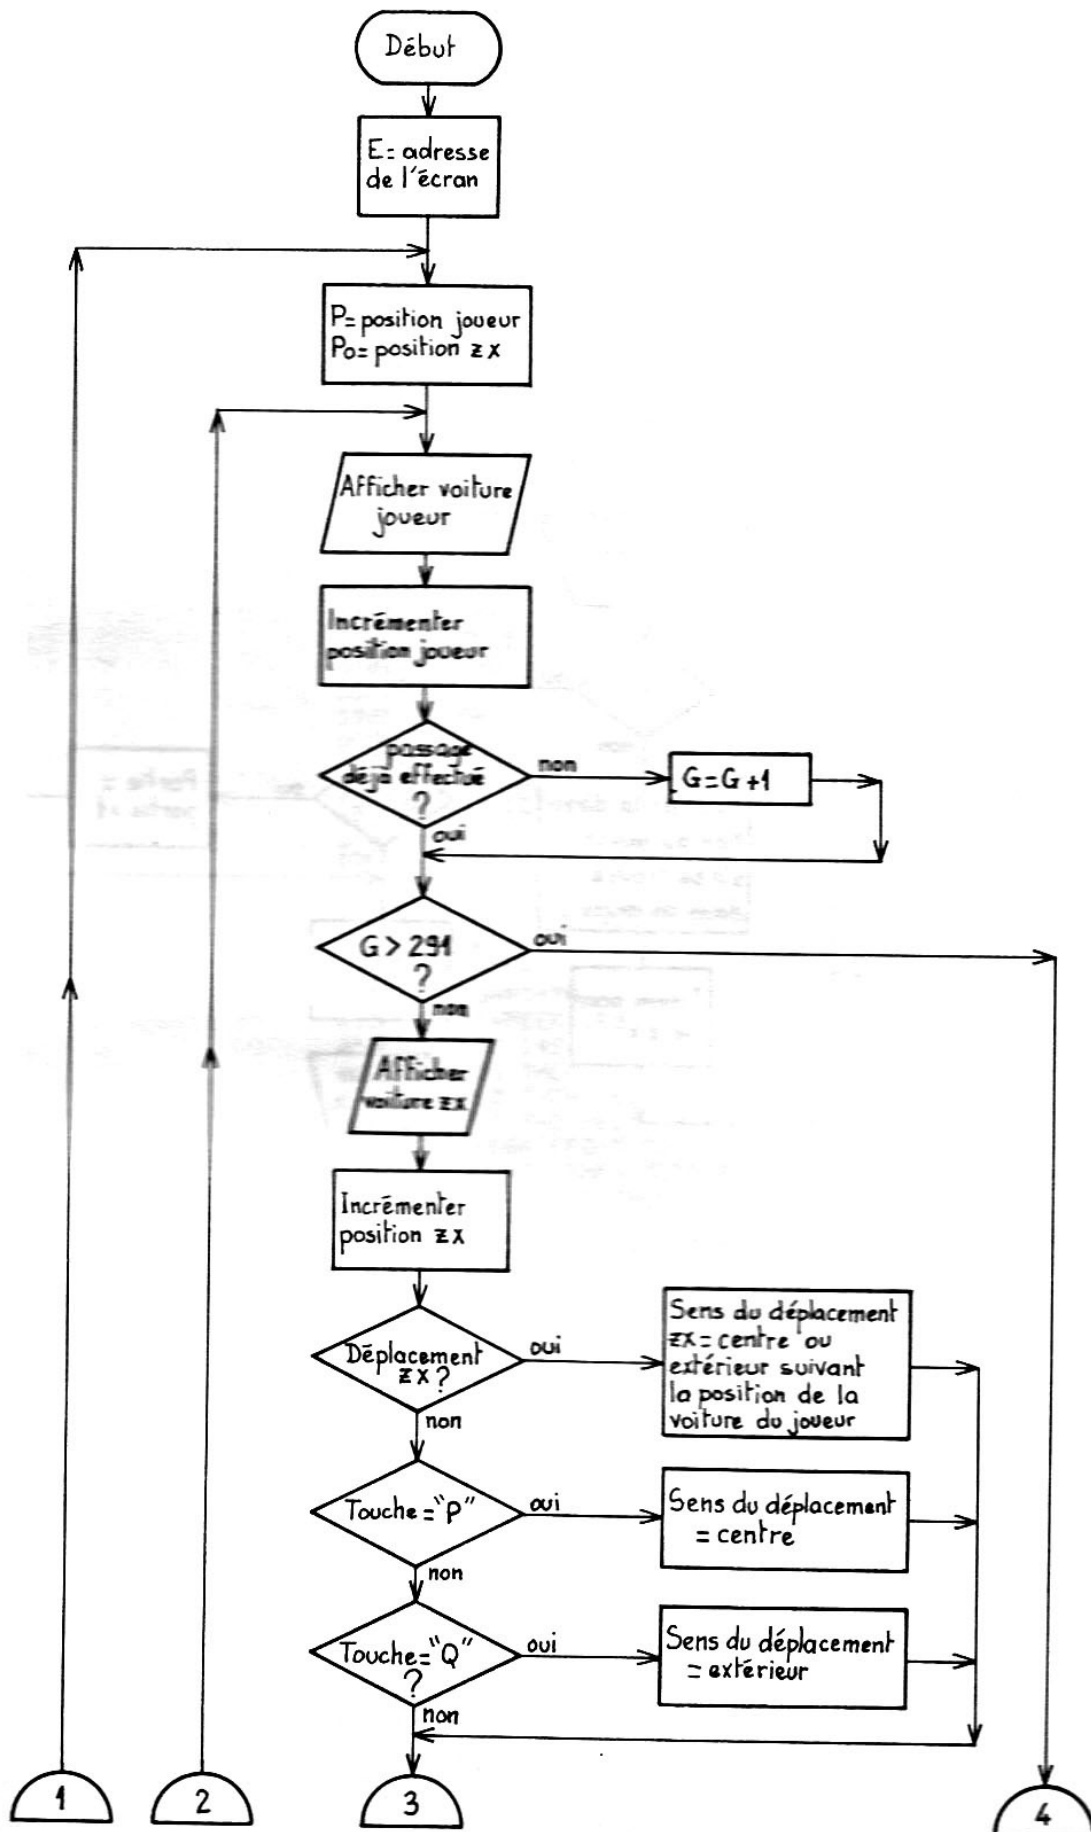 Début
E= adresse
de l'écran
P= position joueur
Po= position zx
Afficher voiture
joueur
Incrémenter
position joueur
passage
déjà effectué
?
non
G=G+1
oui
G > 291
?
oui
non
Afficher
voiture zx
Incrémenter
position zx
Déplacement
zx?
oui
Sens du déplacement
zx= centre ou
extérieur suivant
la position de la
voiture du joueur
non
Touche="P"
oui
Sens du déplacement
= centre
non
Touche="Q"
?
oui
Sens du déplacement
= extérieur
non
1
2
3
4